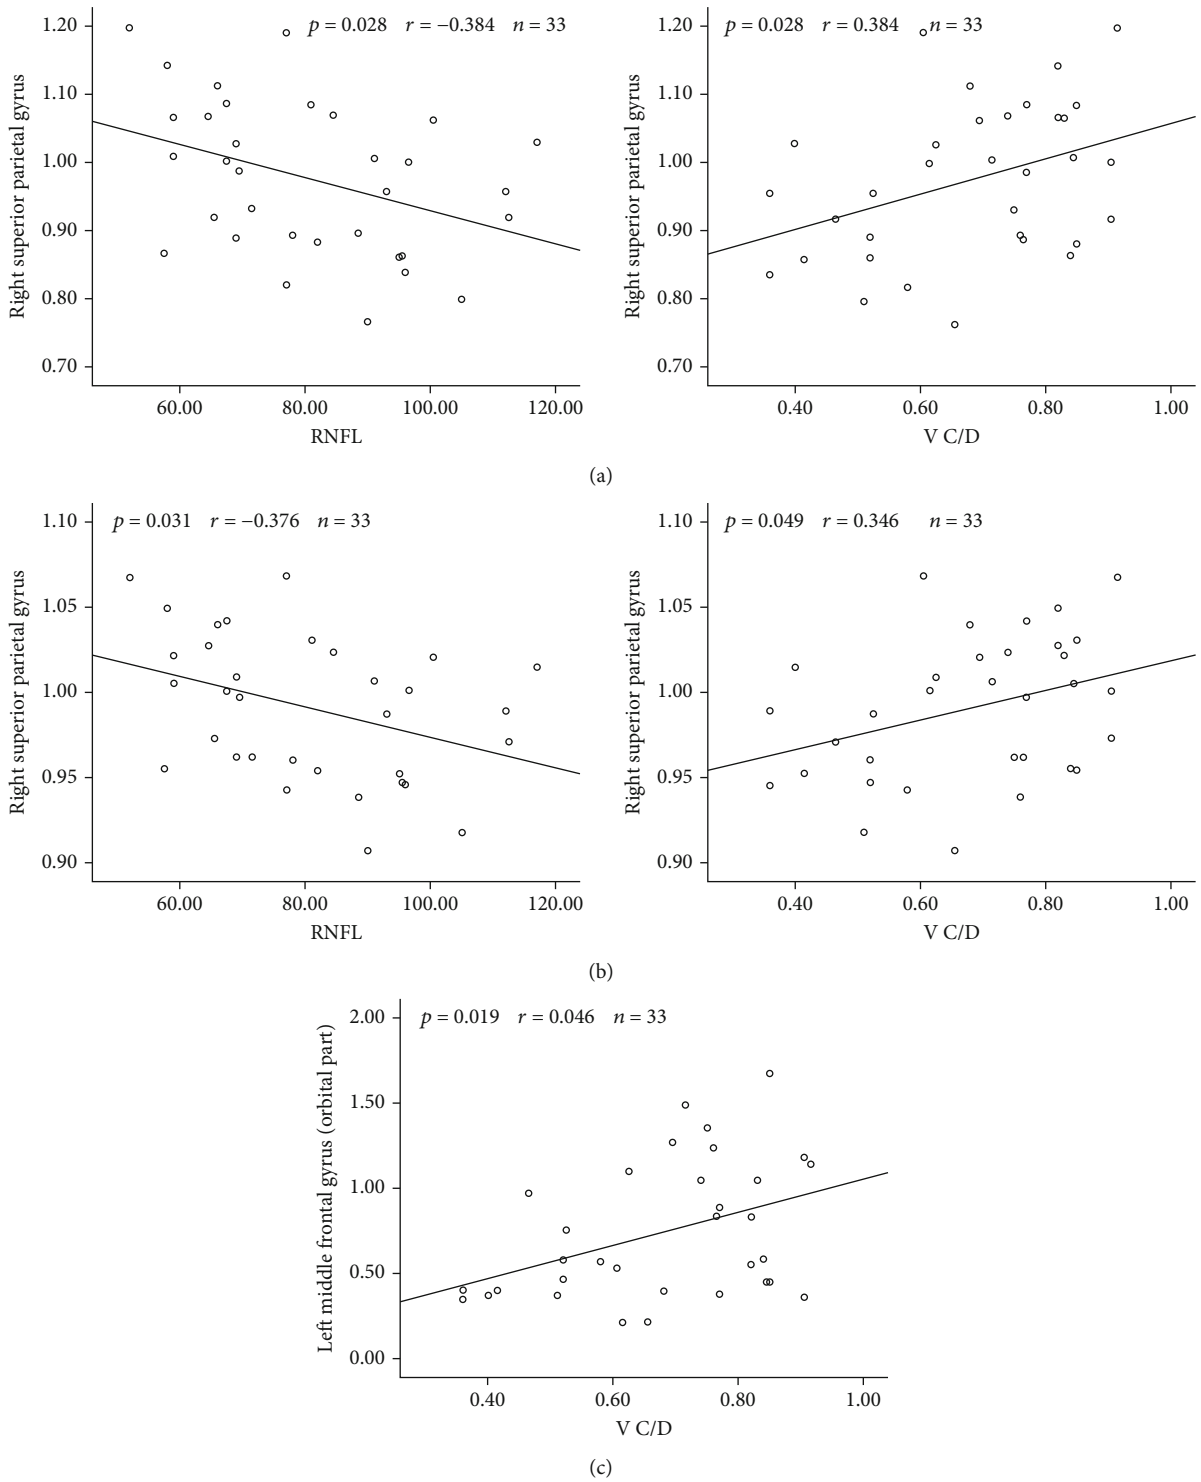 p = 0.028 r = −0.384 n = 33
1.20
1.10
1.00
0.90
0.80
0.70
Right superior parietal gyrus
60.00 80.00 100.00 120.00
RNFL
p = 0.028 r = 0.384 n = 33
1.20
1.10
1.00
0.90
0.80
0.70
Right superior parietal gyrus
0.40 0.60 0.80 1.00
V C/D
(a)
p = 0.031 r = −0.376 n = 33
1.10
1.05
1.00
0.95
0.90
Right superior parietal gyrus
60.00 80.00 100.00 120.00
RNFL
p = 0.049 r = 0.346 n = 33
1.10
1.05
1.00
0.95
0.90
Right superior parietal gyrus
0.40 0.60 0.80 1.00
V C/D
(b)
p = 0.019 r = 0.046 n = 33
2.00
1.50
1.00
0.50
0.00
Left middle frontal gyrus (orbital part)
0.40 0.60 0.80 1.00
V C/D
(c)